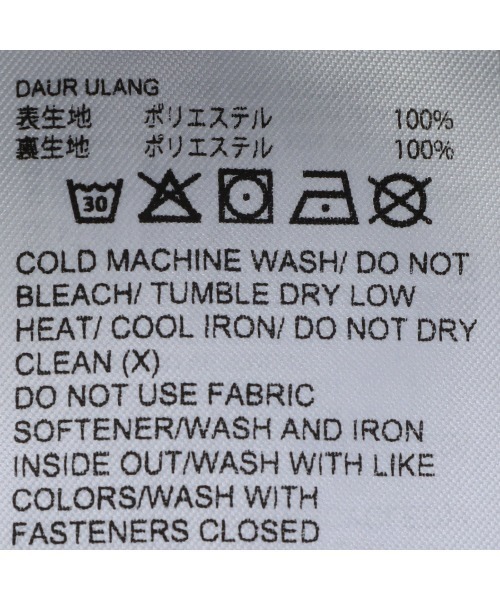 DAUR ULANG
表生地 ポリエステル 100%
裏生地 ポリエステル 100%
30
COLD MACHINE WASH/ DO NOT
BLEACH/ TUMBLE DRY LOW
HEAT/ COOL IRON/ DO NOT DRY
CLEAN (X)
DO NOT USE FABRIC
SOFTENER/WASH AND IRON
INSIDE OUT/WASH WITH LIKE
COLORS/WASH WITH
FASTENERS CLOSED